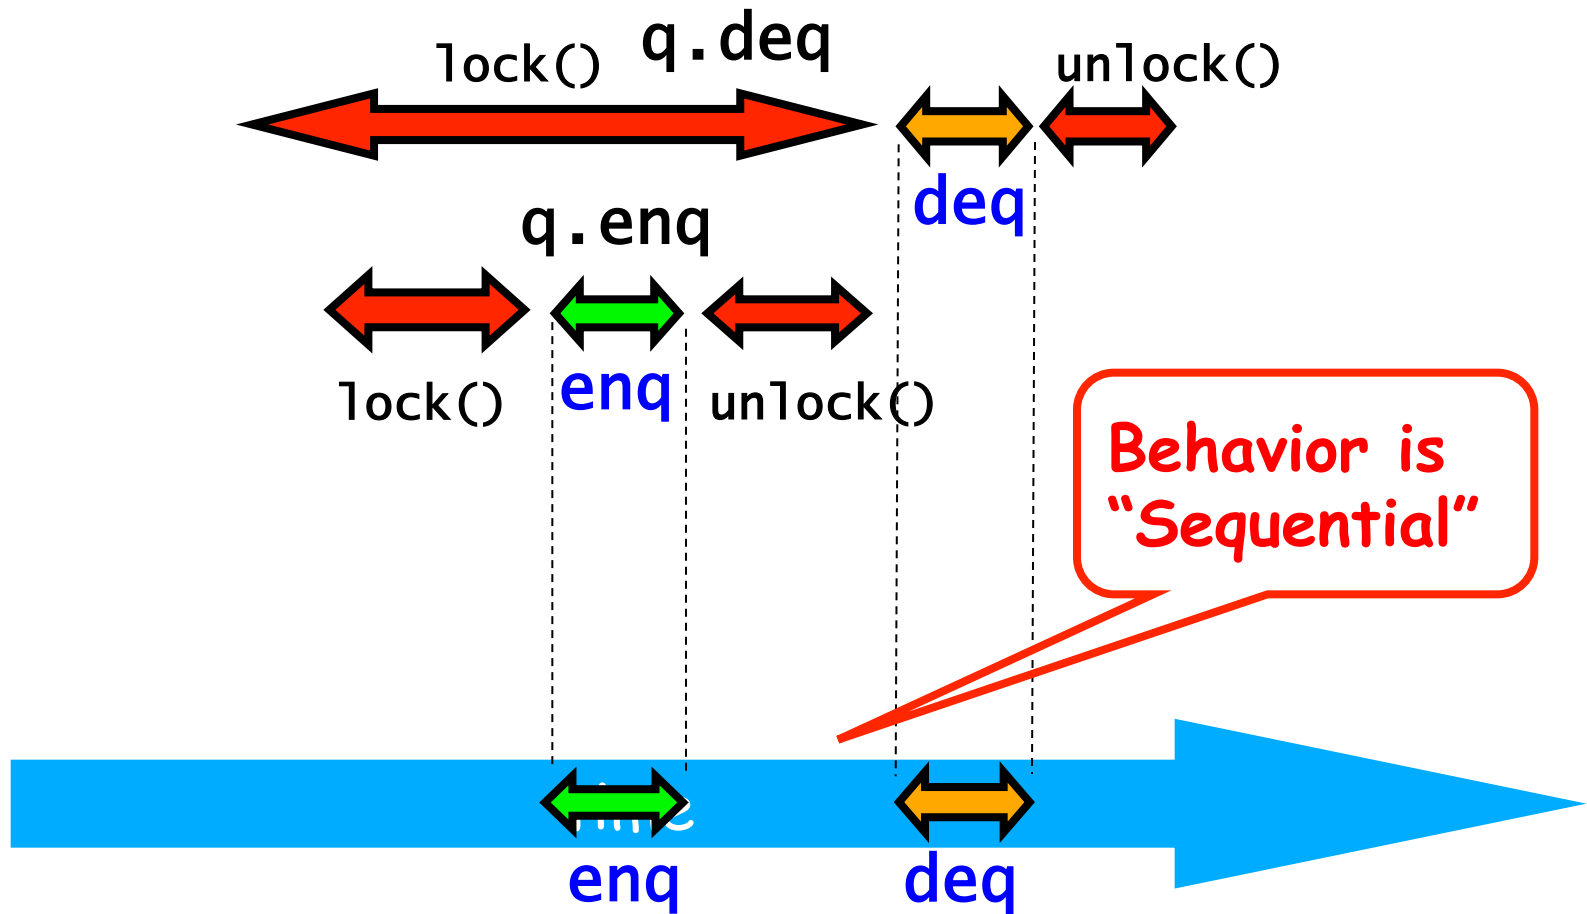 lock() q.deq unlock()
deq
q.enq
lock() enq unlock()
Behavior is
“Sequential”
enq deq